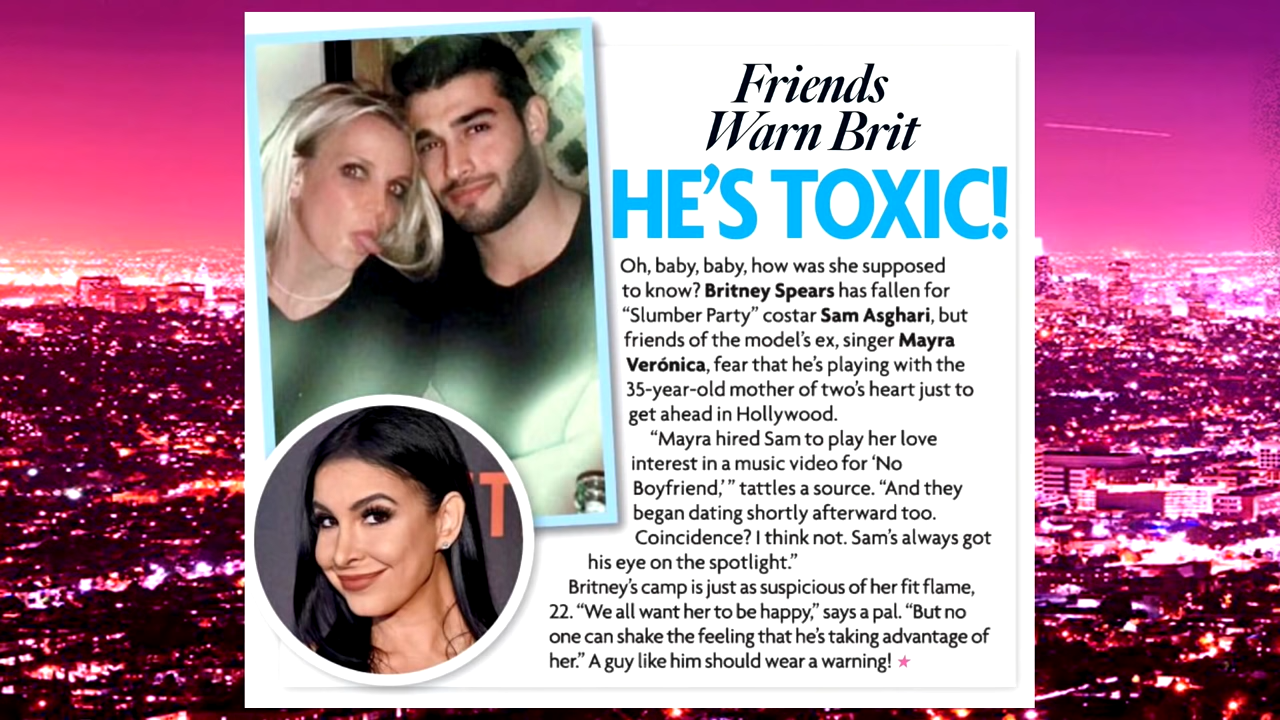 Friends
Warn Brit
HE'S TOXIC!
Oh, baby, baby, how was she supposed
to know? Britney Spears has fallen for
“Slumber Party” costar Sam Asghari, but
friends of the model's ex, singer Mayra
Verónica, fear that he's playing with the
35-year-old mother of two's heart just to
get ahead in Hollywood.
“Mayra hired Sam to play her love
interest in a music video for ‘No
Boyfriend,’” tattles a source. “And they
began dating shortly afterward too.
Coincidence? I think not. Sam's always got
his eye on the spotlight.”
Britney's camp is just as suspicious of her fit flame,
22. “We all want her to be happy,” says a pal. “But no
one can shake the feeling that he's taking advantage of
her.” A guy like him should wear a warning! ★